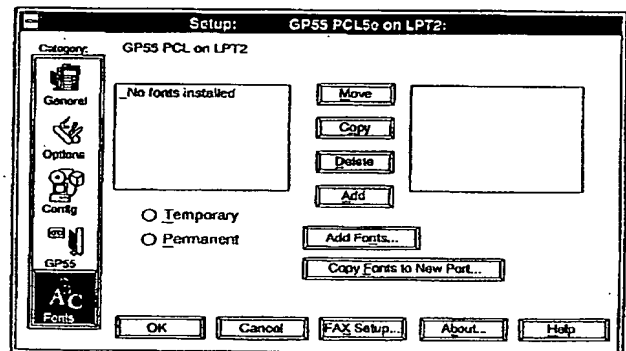 Setup: GP55 PCL5e on LPT2:
Category:
GP55 PCL on LPT2
General
Options
Config
GP55
Fonts
No fonts installed
Move
Copy
Delete
Add
Temporary
Permanent
Add Fonts...
Copy Fonts to New Port...
OK
Cancel
FAX Setup...
About...
Help